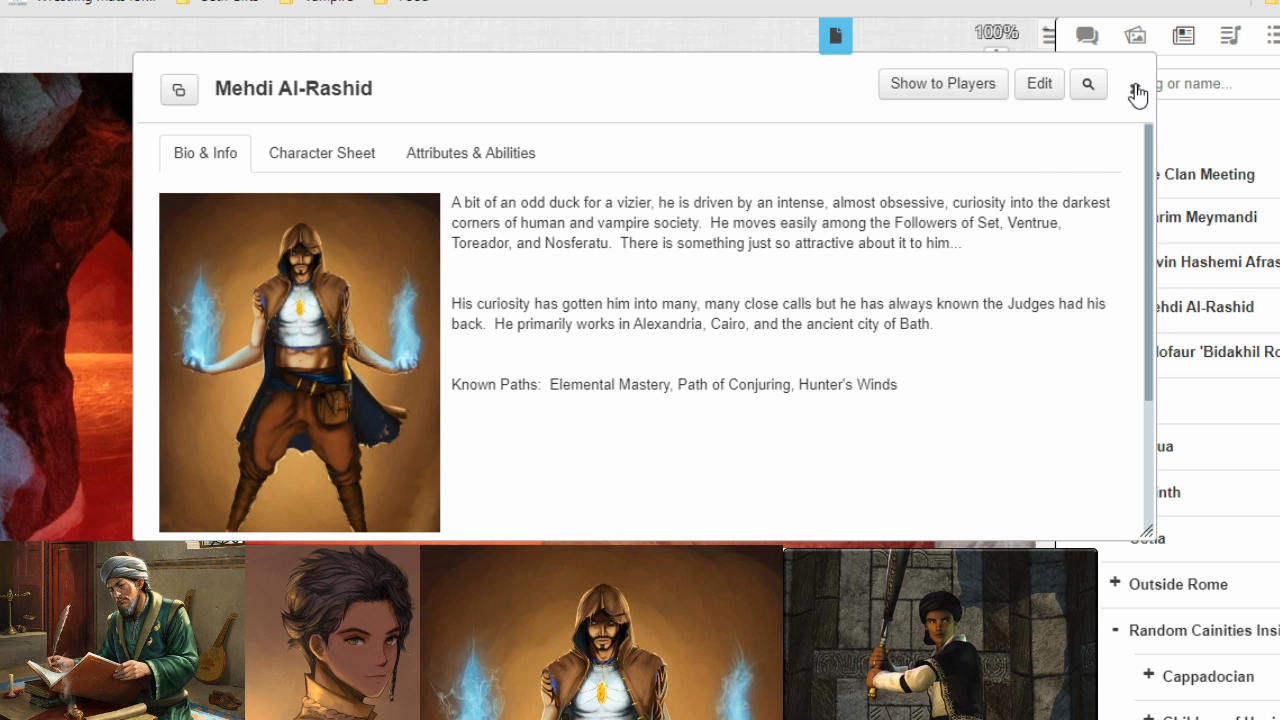 100%
Mehdi Al-Rashid
Show to Players
Edit
g or name...
Bio & Info
Character Sheet
Attributes & Abilities
A bit of an odd duck for a vizier, he is driven by an intense, almost obsessive, curiosity into the darkest
corners of human and vampire society.  He moves easily among the Followers of Set, Ventrue,
Toreador, and Nosferatu.  There is something just so attractive about it to him...
His curiosity has gotten him into many, many close calls but he has always known the Judges had his
back.  He primarily works in Alexandria, Cairo, and the ancient city of Bath.
Known Paths:  Elemental Mastery, Path of Conjuring, Hunter's Winds
e Clan Meeting
rim Meymandi
vin Hashemi Afras
ehdi Al-Rashid
lofaur 'Bidakhil Ro
ua
inth
+ Outside Rome
- Random Cainities Insi
+ Cappadocian